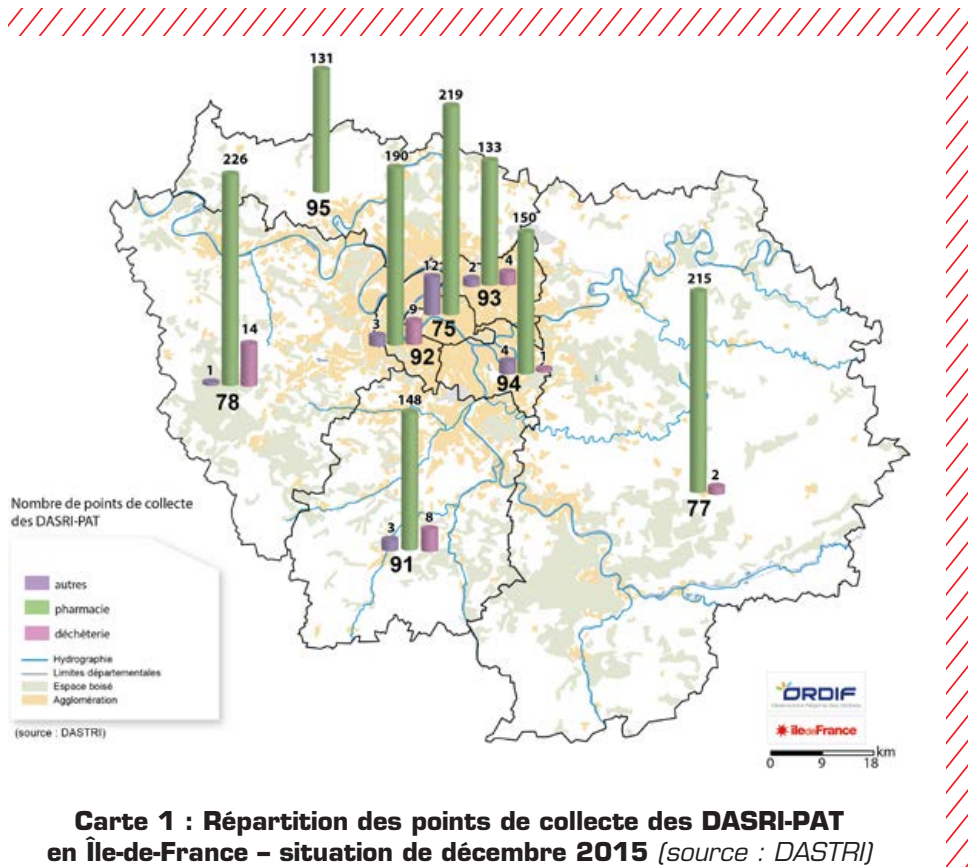 131
219
226
190
133
150
95
12
2
4
93
215
3
9
75
14
92
4
1
1
94
78
148
2
77
Nombre de points de collecte
des DASRI-PAT
3
8
91
autres
pharmacie
déchèterie
Hydrographie
Limites départementales
Espace boisé
Agglomération
(source : DASTRI)
ORDIF
îledeFrance
km
0 9 18
Carte 1 : Répartition des points de collecte des DASRI-PAT
en Île-de-France – situation de décembre 2015 (source : DASTRI)